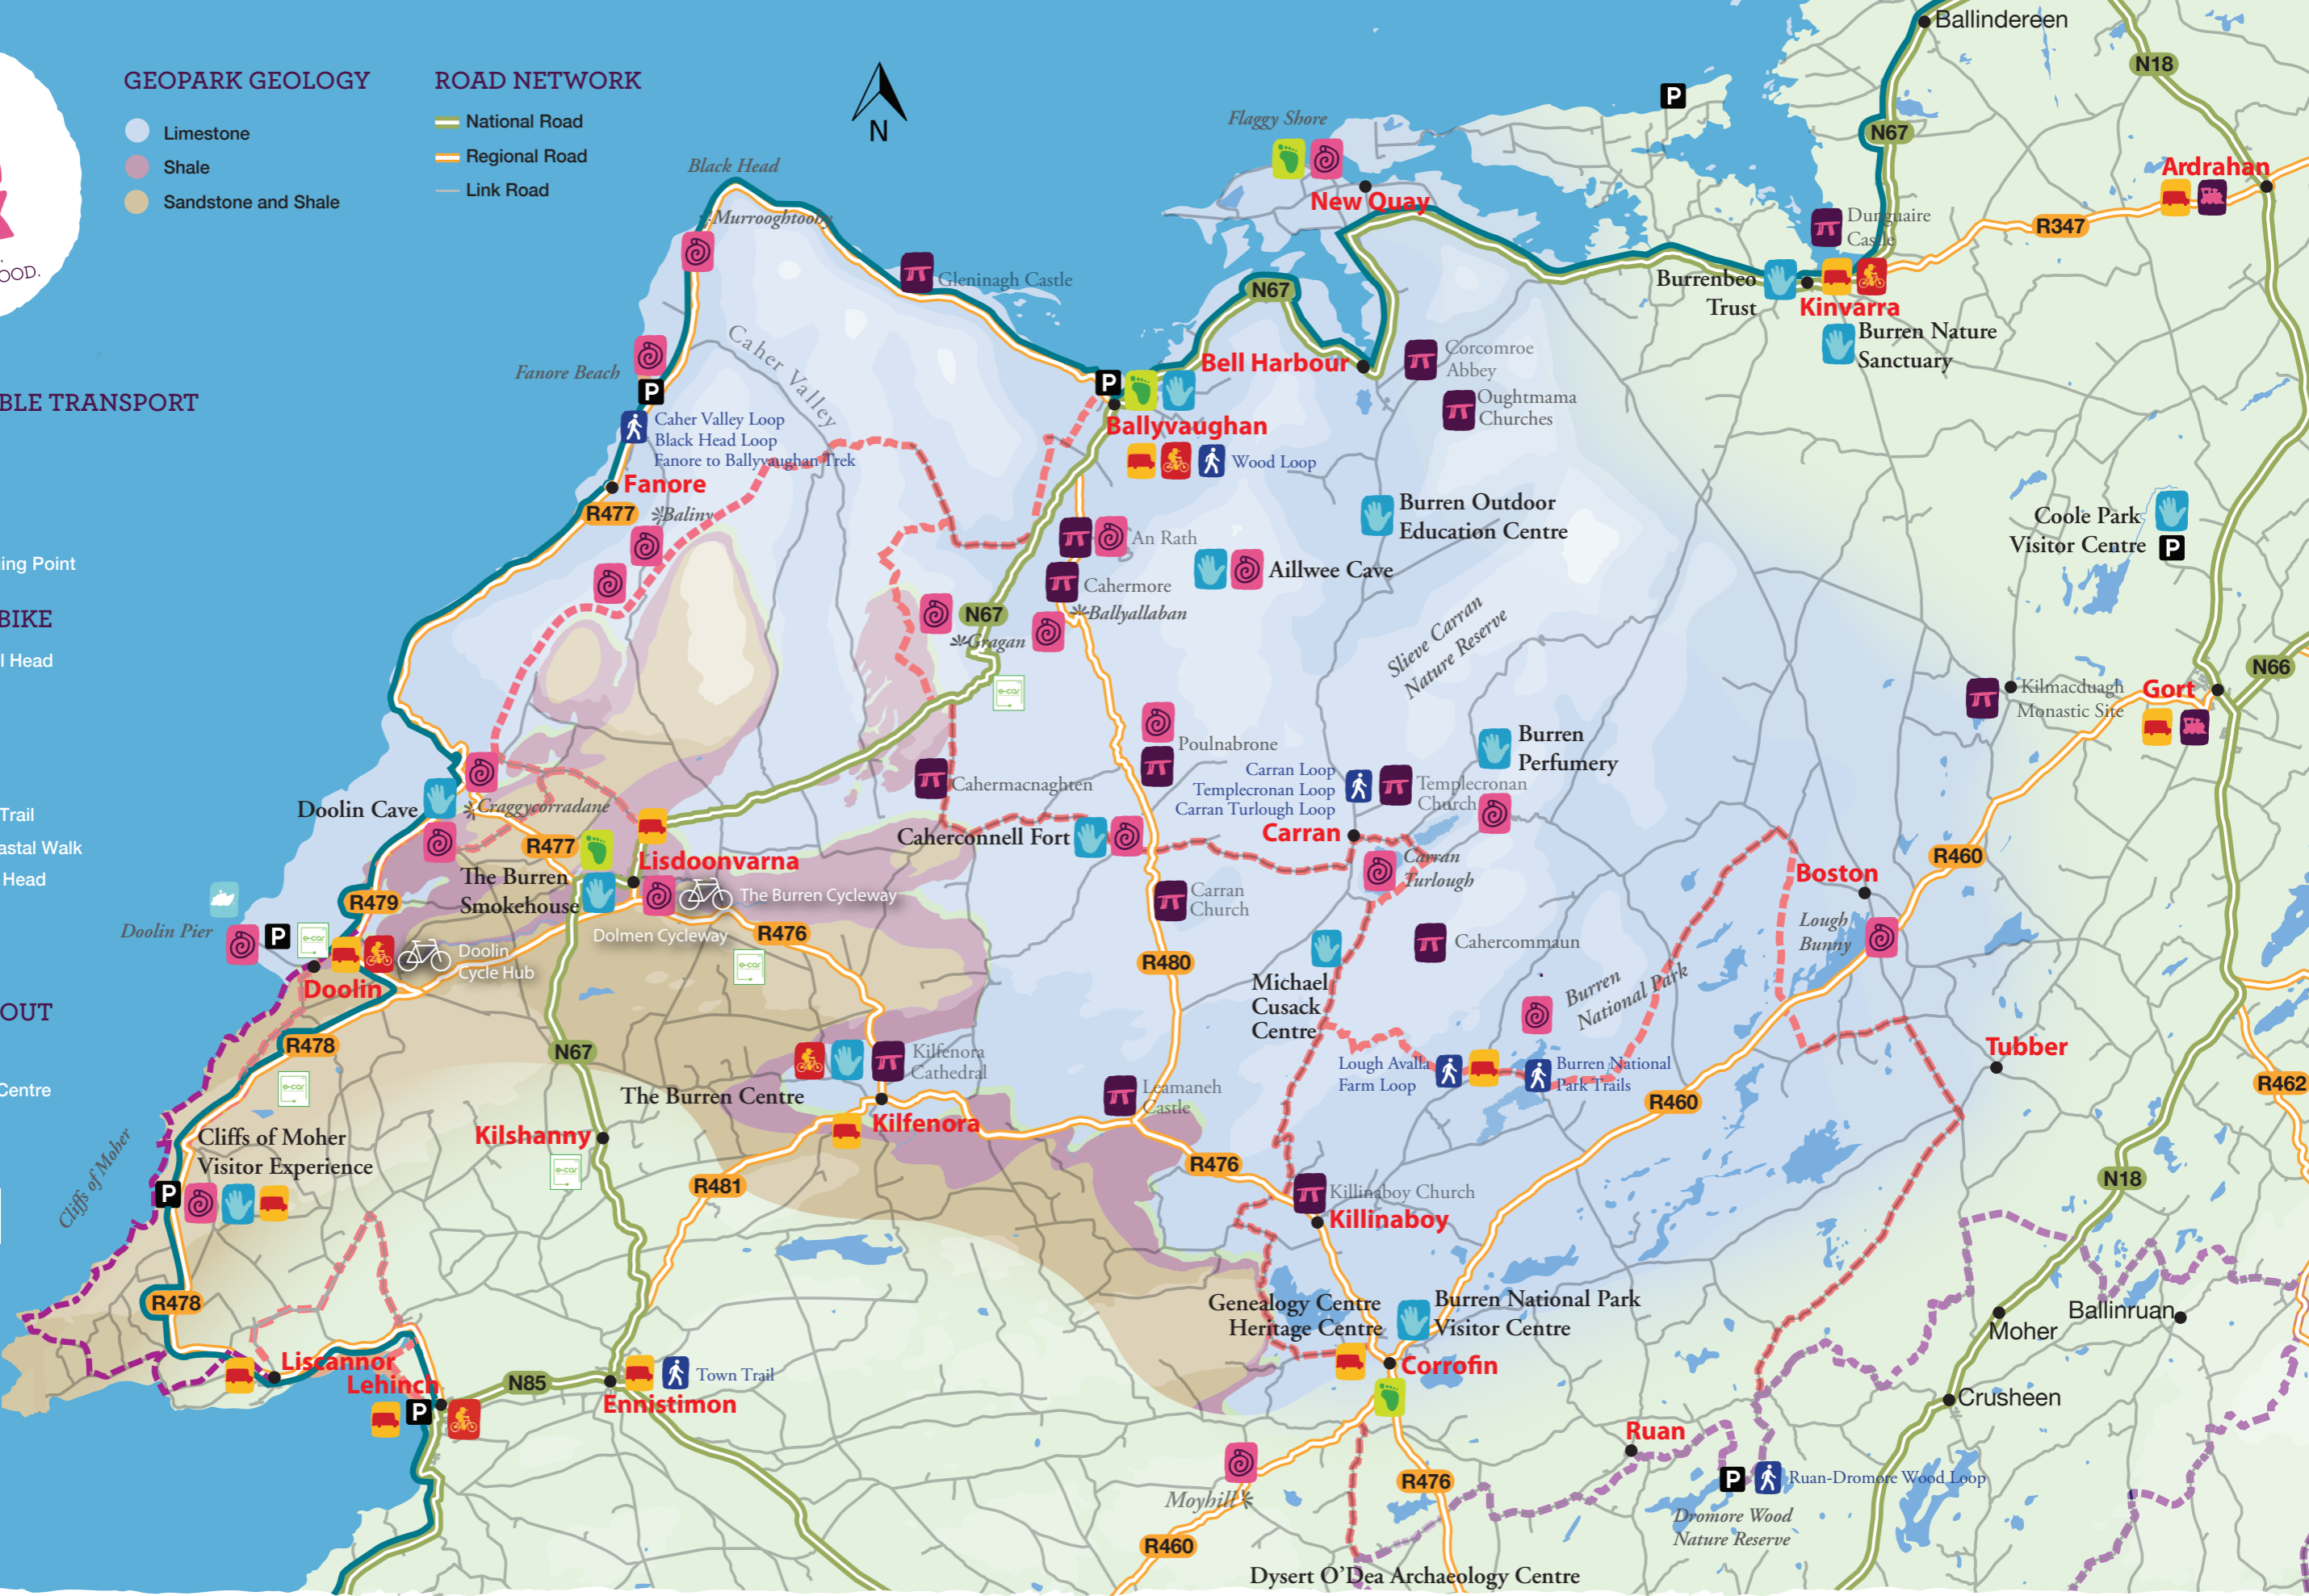 GEOPARK GEOLOGY
Limestone
Shale
Sandstone and Shale
ROAD NETWORK
National Road
Regional Road
Link Road
N
OOD.
BLE TRANSPORT
ing Point
BIKE
l Head
Trail
astal Walk
Head
OUT
Centre
Ballindereen
N18
N67
Ardrahan
R347
Flaggy Shore
New Quay
P
Dunguaire
Castle
Burrenbeo
Trust
Kinvarra
Burren Nature
Sanctuary
Black Head
Murrooghtoohy
Gleninagh Castle
Caher Valley
Fanore Beach
P
Caher Valley Loop
Black Head Loop
Fanore to Ballyvaughan Trek
Fanore
R477
Baliny
N67
Bell Harbour
Corcomroe
Abbey
Oughtmama
Churches
P
Ballyvaughan
Wood Loop
Burren Outdoor
Education Centre
An Rath
Cahermore
Aillwee Cave
Ballyallaban
N67
Gragan
e-car
Slieve Carran
Nature Reserve
Coole Park
Visitor Centre
P
N66
Kilmacduagh
Monastic Site
Gort
Poulnabrone
Burren
Perfumery
Carran Loop
Templecronan Loop
Carran Turlough Loop
Templecronan
Church
Cahermacnaghten
Caherconnell Fort
Carran
Carran
Turlough
Doolin Cave
Craggycorradane
R477
Lisdoonvarna
The Burren
Smokehouse
The Burren Cycleway
Dolmen Cycleway
R476
e-car
R479
Doolin Pier
P
e-car
Doolin
Cycle Hub
Doolin
R478
e-car
Carran
Church
R480
Cahercommaun
Michael
Cusack
Centre
Burren
National Park
Boston
R460
Lough
Bunny
Tubber
R462
Lough Avalla
Farm Loop
Burren National
Park Trails
R460
N67
Kilfenora
Cathedral
The Burren Centre
Kilfenora
Leamaneh
Castle
Kilshanny
e-car
R481
R476
Cliffs of Moher
Cliffs of Moher
Visitor Experience
P
R478
Killinaboy Church
Killinaboy
N18
Genealogy Centre
Heritage Centre
Burren National Park
Visitor Centre
Corrofin
Moher
Ballinruan
Crusheen
Liscannor
Lehinch
P
N85
Town Trail
Ennistimon
Ruan
P
Ruan-Dromore Wood Loop
Dromore Wood
Nature Reserve
Moyhill
R476
R460
Dysert O'Dea Archaeology Centre